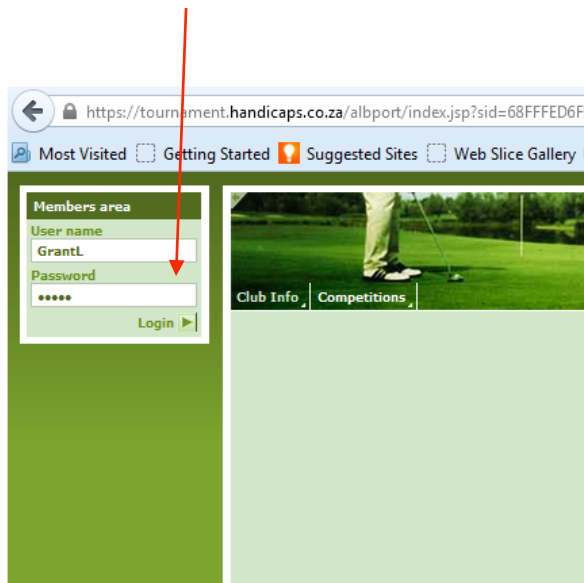 https://tournament.handicaps.co.za/albport/index.jsp?sid=68FFFED6F
Most Visited Getting Started Suggested Sites Web Slice Gallery
Members area
User name
GrantL
Password
•••••
Login
Club Info Competitions